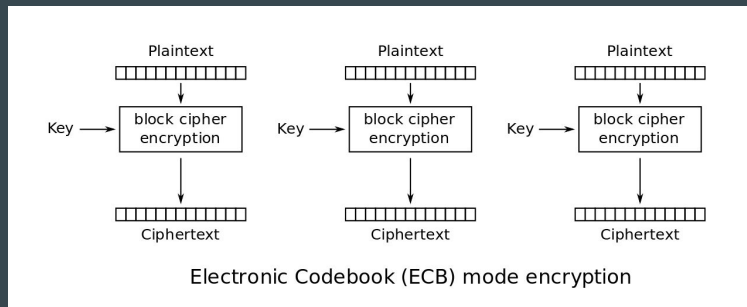 Plaintext
Plaintext
Plaintext
Key
block cipher
encryption
Key
block cipher
encryption
Key
block cipher
encryption
Ciphertext
Ciphertext
Ciphertext
Electronic Codebook (ECB) mode encryption